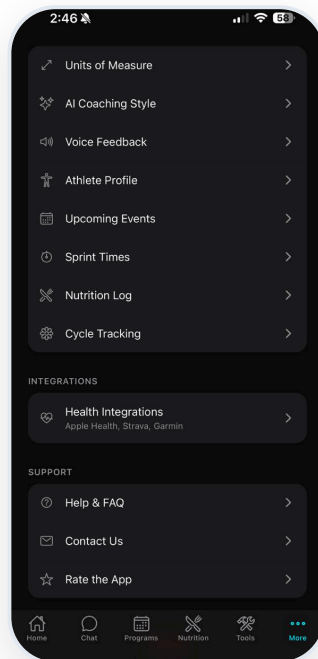 2:46
58
Units of Measure
AI Coaching Style
Voice Feedback
Athlete Profile
Upcoming Events
Sprint Times
Nutrition Log
Cycle Tracking
INTEGRATIONS
Health Integrations
Apple Health, Strava, Garmin
SUPPORT
Help & FAQ
Contact Us
Rate the App
Home Chat Programs Nutrition Tools More